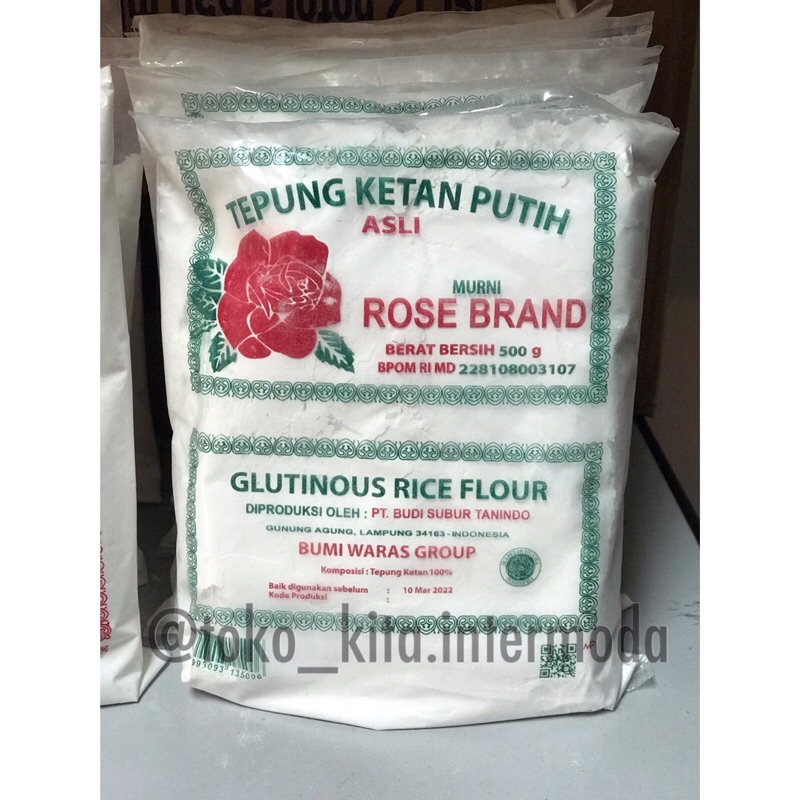 TEPUNG KETAN PUTIH
ASLI
MURNI
ROSE BRAND
BERAT BERSIH 500 g
BPOM RI MD 228108003107
GLUTINOUS RICE FLOUR
DIPRODUKSI OLEH : PT. BUDI SUBUR TANINDO
GUNUNG AGUNG, LAMPUNG 34163 - INDONESIA
BUMI WARAS GROUP
Komposisi : Tepung Ketan 100%
Baik digunakan sebelum : 10 Mar 2022
Kode Produksi :
@toko_kita.intermoda